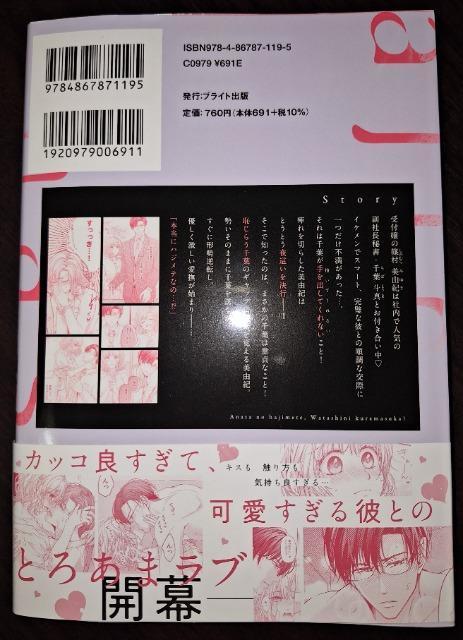 ISBN978-4-86787-119-5
C0979 ¥691E
9784867871195
発行:ブライト出版
定価:760円(本体691+税10%)
1920979006911
Story
受付嬢の篠村 美由紀は社内で人気の
副社長秘書・千葉 斗真とお付き合い中♡
イケメンでスマート、完璧な彼との順調な交際に
一つだけ不満があった…。
それは千葉が手を出してくれないこと!
痺れを切らした美由紀は
とうとう夜這いを決行――!!
そこで知ったのは、まさかの千葉は童貞なこと!
恥じらう千葉のギャップ
を覚える美由紀。
勢いそのままに千葉を誘
すぐに形勢逆転し、
優しく激しい愛撫が始まり――!?
「本当にハジメテなの…?」
すっっき…!
Anata no hajimete, Watashini kuremasuka?
カッコ良すぎて、
キスも 触り方も
気持ち良すぎる…
可愛すぎる彼との
とろあまラブ
開幕――